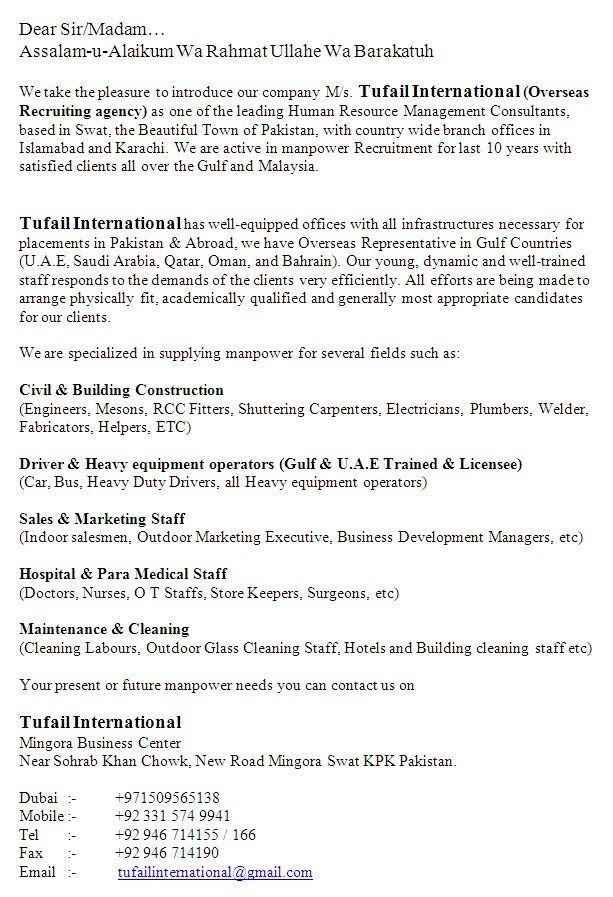 Dear Sir/Madam…
Assalam-u-Alaikum Wa Rahmat Ullahe Wa Barakatuh
We take the pleasure to introduce our company M/s. Tufail International (Overseas
Recruiting agency) as one of the leading Human Resource Management Consultants,
based in Swat, the Beautiful Town of Pakistan, with country wide branch offices in
Islamabad and Karachi. We are active in manpower Recruitment for last 10 years with
satisfied clients all over the Gulf and Malaysia.
Tufail International has well-equipped offices with all infrastructures necessary for
placements in Pakistan & Abroad, we have Overseas Representative in Gulf Countries
(U.A.E, Saudi Arabia, Qatar, Oman, and Bahrain). Our young, dynamic and well-trained
staff responds to the demands of the clients very efficiently. All efforts are being made to
arrange physically fit, academically qualified and generally most appropriate candidates
for our clients.
We are specialized in supplying manpower for several fields such as:
Civil & Building Construction
(Engineers, Mesons, RCC Fitters, Shuttering Carpenters, Electricians, Plumbers, Welder,
Fabricators, Helpers, ETC)
Driver & Heavy equipment operators (Gulf & U.A.E Trained & Licensee)
(Car, Bus, Heavy Duty Drivers, all Heavy equipment operators)
Sales & Marketing Staff
(Indoor salesmen, Outdoor Marketing Executive, Business Development Managers, etc)
Hospital & Para Medical Staff
(Doctors, Nurses, O T Staffs, Store Keepers, Surgeons, etc)
Maintenance & Cleaning
(Cleaning Labours, Outdoor Glass Cleaning Staff, Hotels and Building cleaning staff etc)
Your present or future manpower needs you can contact us on
Tufail International
Mingora Business Center
Near Sohrab Khan Chowk, New Road Mingora Swat KPK Pakistan.
Dubai :- +971509565138
Mobile :- +92 331 574 9941
Tel :- +92 946 714155 / 166
Fax :- +92 946 714190
Email :- tufailinternational@gmail.com